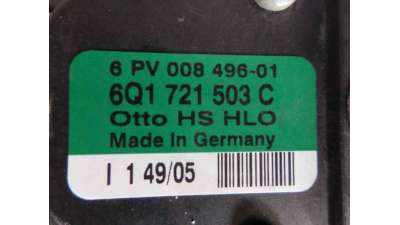 6 PV 008 496-01
6Q1 721 503 C
Otto HS HLO
Made In Germany
I 1 49/05